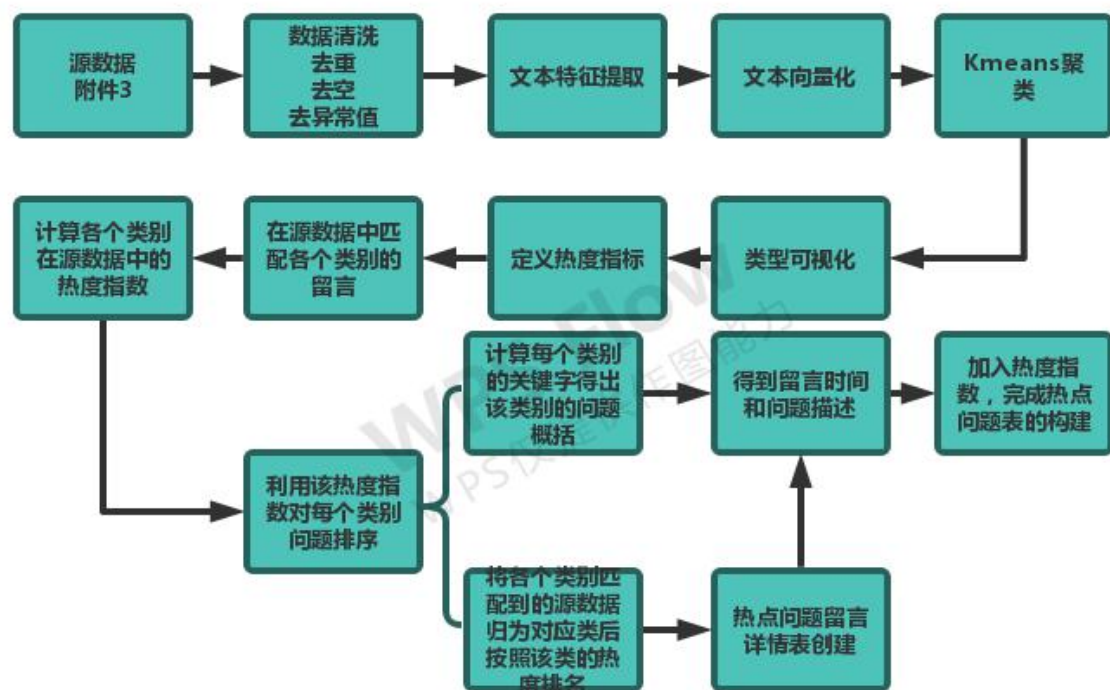 源数据
附件3
数据清洗
去重
去空
去异常值
文本特征提取
文本向量化
Kmeans聚
类
计算各个类别
在源数据中的
热度指数
在源数据中匹
配各个类别的
留言
定义热度指标
类型可视化
利用该热度指
数对每个类别
问题排序
计算每个类别
的关键字得出
该类别的问题
概括
得到留言时间
和问题描述
加入热度指
数，完成热点
问题表的构建
将各个类别匹
配到的源数据
归为对应类后
按照该类的热
度排名
热点问题留言
详情表创建